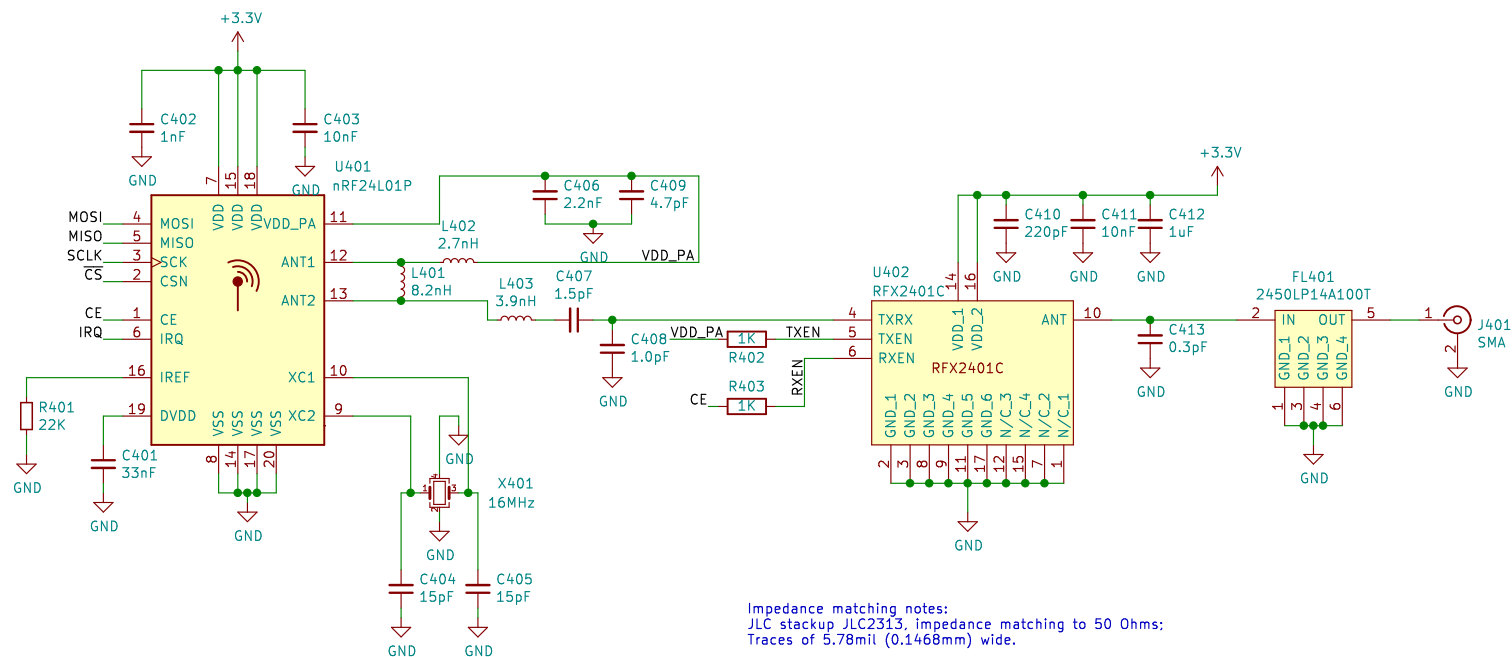 +3.3V
C402
1nF
GND
C403
10nF
GND
U401
nRF24L01P
7
15
18
VDD
VDD
VDD
MOSI
4
MOSI
MISO
5
MISO
SCLK
3
SCK
CS
2
CSN
CE
1
CE
IRQ
6
IRQ
16
IREF
19
DVDD
VDD_PA
11
ANT1
12
ANT2
13
XC1
10
XC2
9
VSS
VSS
VSS
VSS
8
14
17
20
GND
R401
22K
GND
C401
33nF
GND
C406
2.2nF
C409
4.7pF
GND
L402
2.7nH
VDD_PA
L401
8.2nH
L403
3.9nH
C407
1.5pF
C408
1.0pF
GND
VDD_PA
1K
R402
TXEN
R403
CE
1K
RXEN
GND
4
1
3
2
X401
16MHz
GND
C404
15pF
GND
C405
15pF
GND
+3.3V
C410
220pF
GND
C411
10nF
GND
C412
1uF
GND
U402
RFX2401C
14
16
VDD_1
VDD_2
4
TXRX
5
TXEN
6
RXEN
ANT
10
RFX2401C
GND_1
GND_2
GND_3
GND_4
GND_5
GND_6
N/C_3
N/C_4
N/C_2
N/C_1
2
3
8
9
11
17
12
15
7
1
GND
C413
0.3pF
GND
FL401
2450LP14A100T
2
IN
OUT
5
GND_1
GND_2
GND_3
GND_4
1
3
4
6
GND
1
J401
SMA
2
GND
Impedance matching notes:
JLC stackup JLC2313, impedance matching to 50 Ohms;
Traces of 5.78mil (0.1468mm) wide.